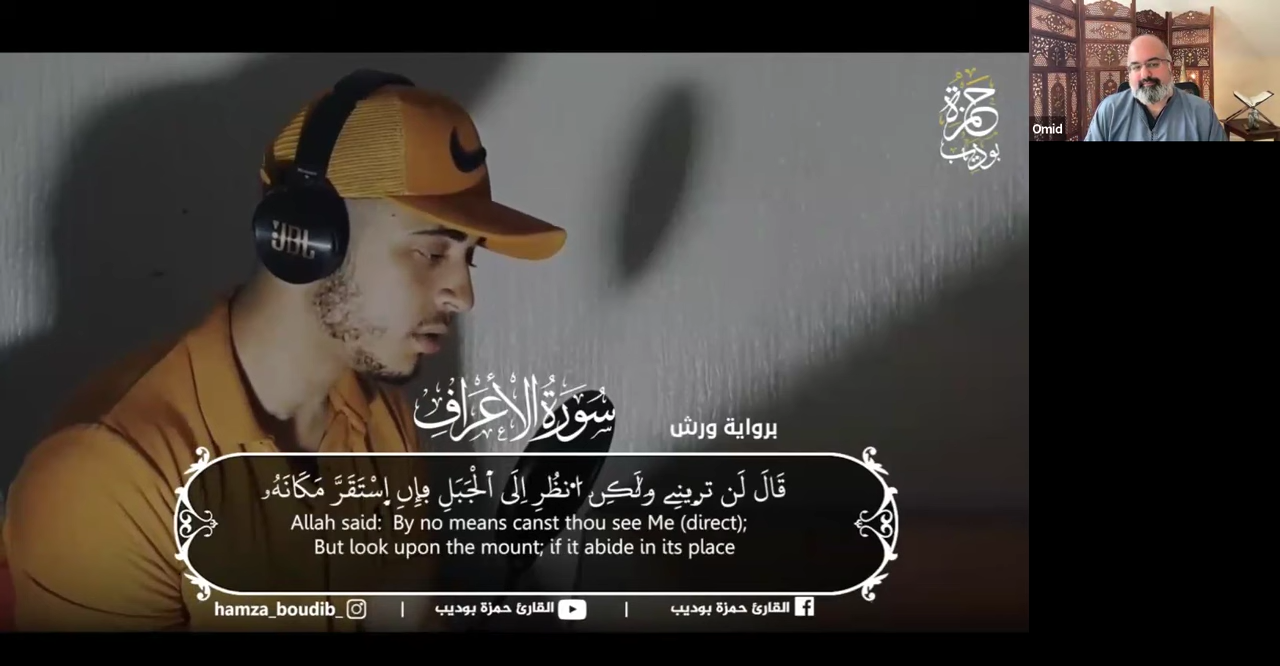 حمزة
بوديب
Omid
JBL
سُورَةُ الأَعْرَافِ
برواية ورش
قَالَ لَن تَرٜينِے وَلَٰكِنُ اُ۟نظُرِ اِلَى اَ۬لْجَبَلِ فَإِنِ اِ۪سْتَقَرَّ مَكَانَهُۥ
Allah said: By no means canst thou see Me (direct);
But look upon the mount; if it abide in its place
hamza_boudib_ | القارئ حمزة بوديب | القارئ حمزة بوديب